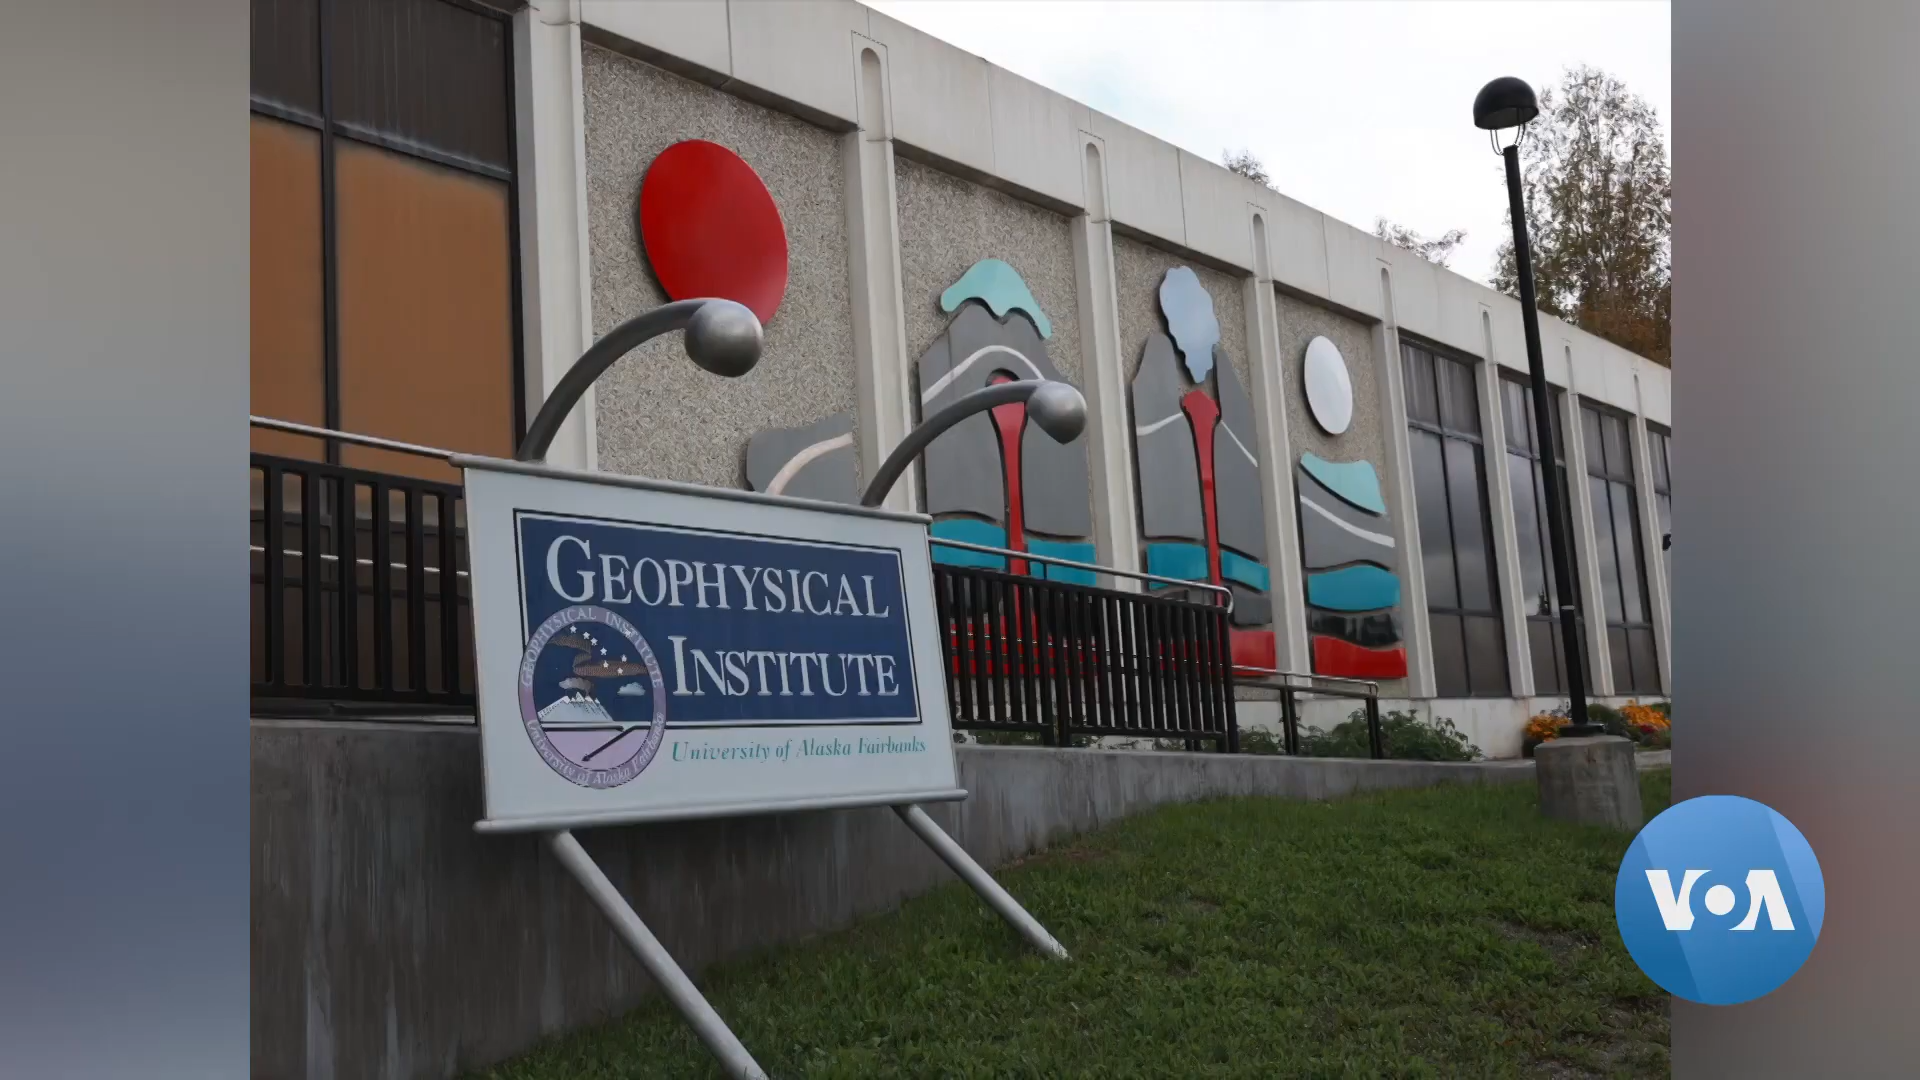 GEOPHYSICAL
INSTITUTE
GEOPHYSICAL INSTITUTE
University of Alaska Fairbanks
University of Alaska Fairbanks
VOA